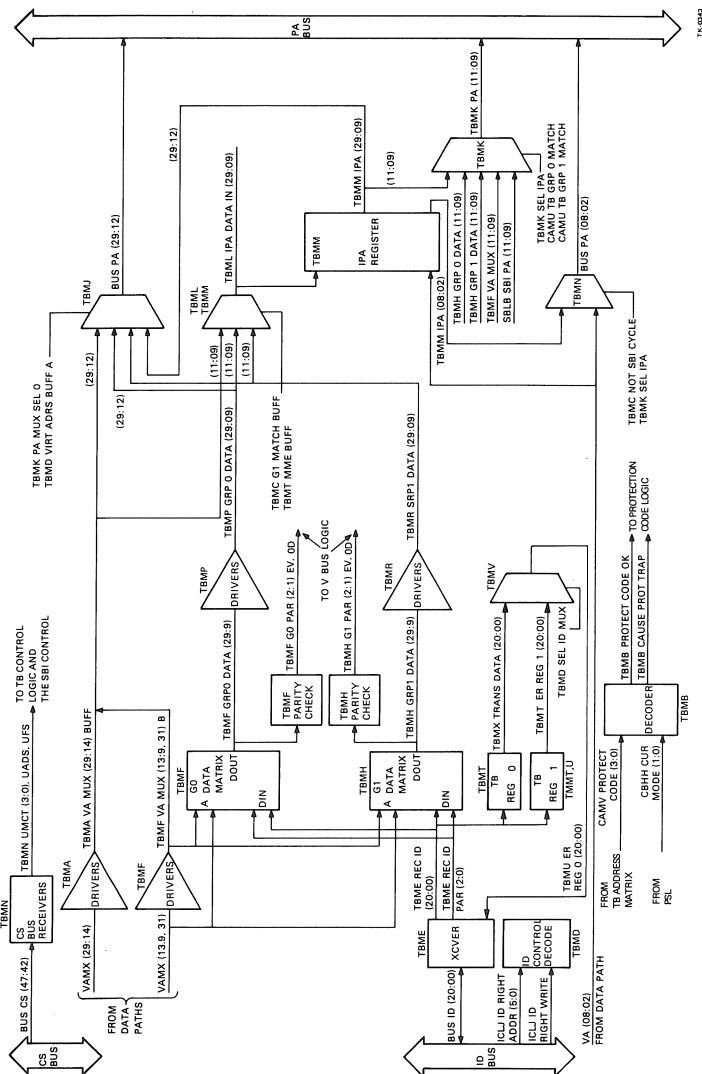 PA
BUS
TK-0343
TBMJ
BUS PA (29:12)
TBMK PA MUX SEL 0
TBMD VIRT ADRS BUFF A
(29:12)
(29:12)
(29:12)
TBML
TBMM
TBML IPA DATA IN (29:09)
(11:09)
(11:09)
(11:09)
TBMC G1 MATCH BUFF
TBMT MME BUFF
TBMM
IPA
REGISTER
TBMM IPA (29:09)
(11:09)
TBMK
TBMK PA (11:09)
TBMH GRP 0 DATA (11:09)
TBMH GRP 1 DATA (11:09)
TBMF VA MUX (11:09)
SBLB SBI PA (11:09)
TBMK SEL IPA
CAMU TB GRP 0 MATCH
CAMU TB GRP 1 MATCH
TBMM IPA (08:02)
TBMN
BUS PA (08:02)
TBMC NOT SBI CYCLE
TBMK SEL IPA
TBMN
CS
BUS
RECEIVERS
TBMN UMCT (3:0), UADS, UFS
TO TB CONTROL
LOGIC AND
THE SBI CONTROL
BUS CS (47:42)
CS
BUS
TBMA
DRIVERS
TBMA VA MUX (29:14) BUFF
VAMX (29:14)
TBMF
DRIVERS
TBMF VA MUX (13:9, 31) B
VAMX (13:9, 31)
FROM
DATA
PATHS
TBMF
G0
A DATA
MATRIX
DOUT
DIN
TBMF GRP0 DATA (29:9)
TBMP
DRIVERS
TBMP GRP 0 DATA (29:09)
TBMF
PARITY
CHECK
TBMF G0 PAR (2:1) EV, OD
TO V BUS LOGIC
TBMH
PARITY
CHECK
TBMH G1 PAR (2:1) EV, OD
TBMH
G1
A DATA
MATRIX
DOUT
DIN
TBMH GRP1 DATA (29:9)
TBMR
DRIVERS
TBMR SRP1 DATA (29:09)
TBME REC ID
(20:00)
TBME REC ID
PAR (2:0)
TBMT
TB
REG 0
TBMX TRANS DATA (20:00)
TB
REG 1
TMMT,U
TBMT ER REG 1 (20:00)
TBMV
TBMD SEL ID MUX
TBMU ER
REG 0 (20:00)
TBME
XCVER
BUS ID (20:00)
ICLJ ID RIGHT
ADDR (5:0)
ICLJ ID
RIGHT WRITE
ID
CONTROL
DECODE
TBMD
ID
BUS
VA (08:02)
FROM DATA PATH
FROM
TB ADDRESS
MATRIX
CAMV PROTECT
CODE (3:0)
FROM
PSL
CBHH CUR
MODE (1:0)
DECODER
TBMB
TBMB PROTECT CODE OK
TBMB CAUSE PROT TRAP
TO PROTECTION
CODE LOGIC